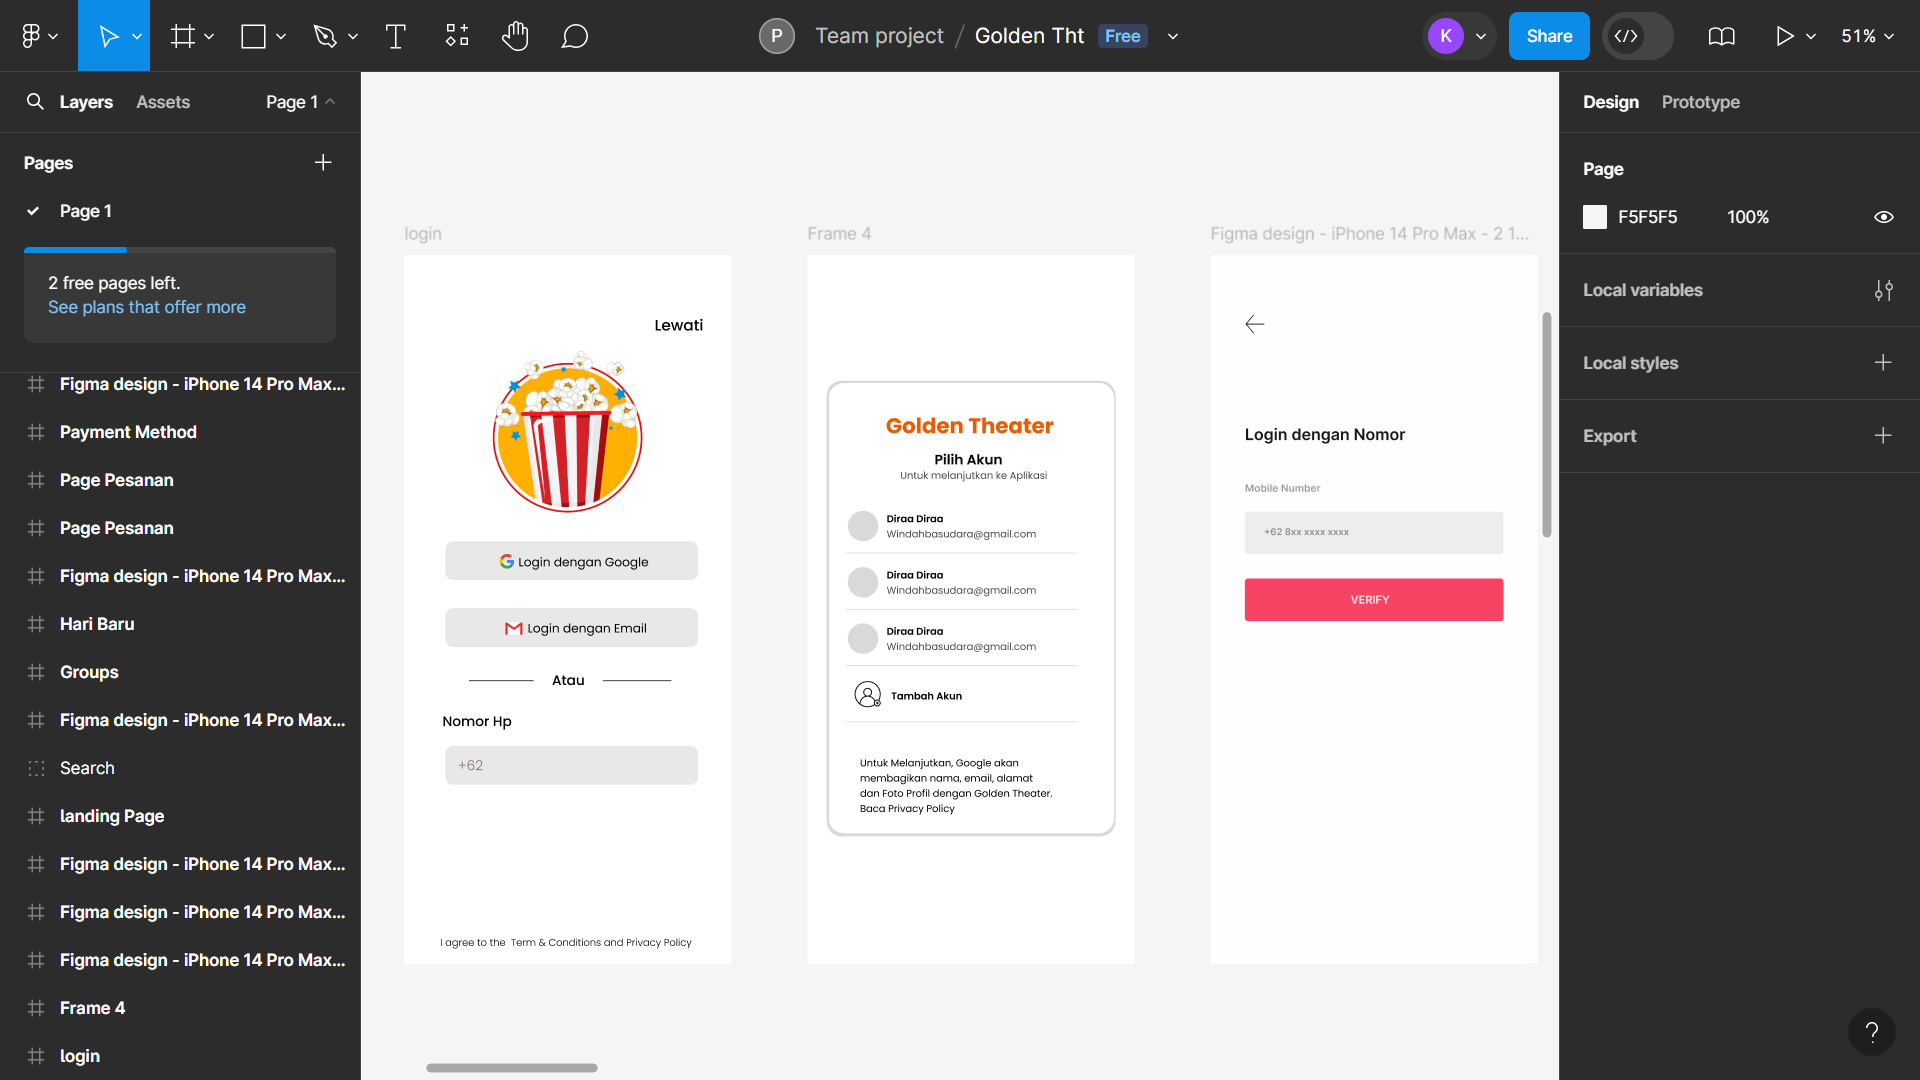 P Team project / Golden Tht Free
K Share 51%
Layers Assets Page 1
Pages
Page 1
2 free pages left.
See plans that offer more
Figma design - iPhone 14 Pro Max...
Payment Method
Page Pesanan
Page Pesanan
Figma design - iPhone 14 Pro Max...
Hari Baru
Groups
Figma design - iPhone 14 Pro Max...
Search
landing Page
Figma design - iPhone 14 Pro Max...
Figma design - iPhone 14 Pro Max...
Figma design - iPhone 14 Pro Max...
Frame 4
login
login
Lewati
Login dengan Google
Login dengan Email
Atau
Nomor Hp
+62
I agree to the Term & Conditions and Privacy Policy
Frame 4
Golden Theater
Pilih Akun
Untuk melanjutkan ke Aplikasi
Diraa Diraa
Windahbasudara@gmail.com
Diraa Diraa
Windahbasudara@gmail.com
Diraa Diraa
Windahbasudara@gmail.com
Tambah Akun
Untuk Melanjutkan, Google akan
membagikan nama, email, alamat
dan Foto Profil dengan Golden Theater.
Baca Privacy Policy
Figma design - iPhone 14 Pro Max - 2 1...
Login dengan Nomor
Mobile Number
+62 8xx xxxx xxxx
VERIFY
Design Prototype
Page
F5F5F5 100%
Local variables
Local styles
Export
?